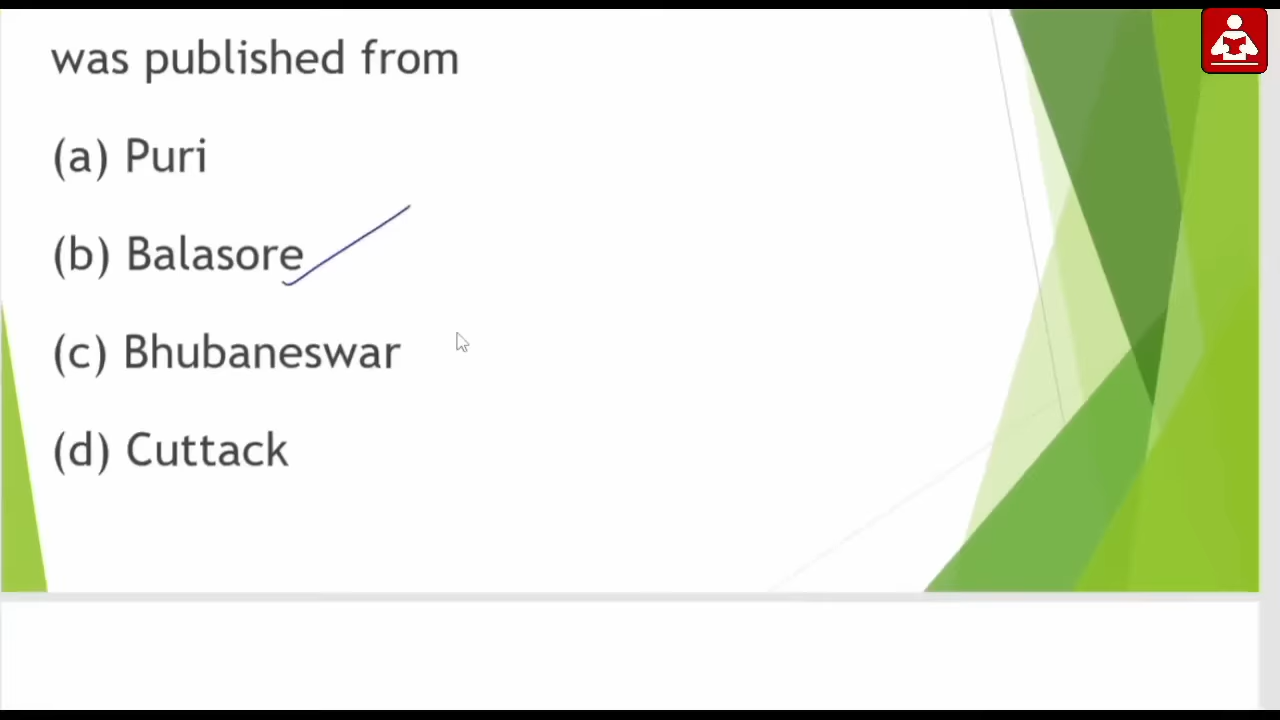 was published from
(a) Puri
(b) Balasore
(c) Bhubaneswar
(d) Cuttack